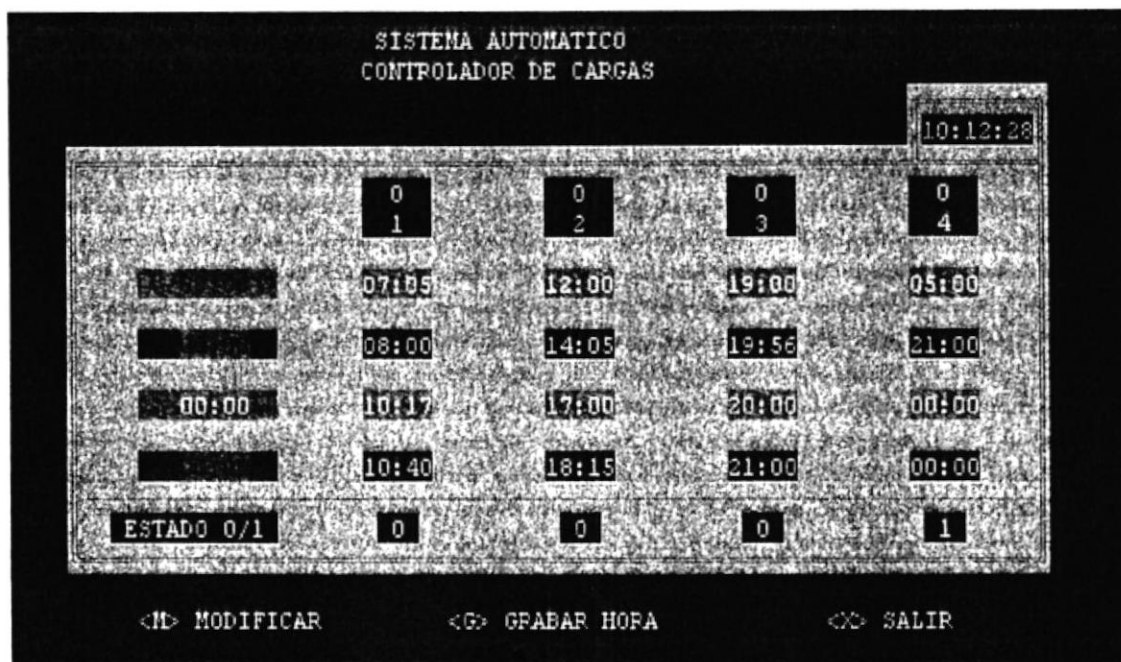 SISTEMA AUTOMATICO
CONTROLADOR DE CARGAS
10:12:28
0 0 0 0
1 2 3 4
07:05 12:00 19:00 05:00
08:00 14:05 19:56 21:00
00:00 10:17 17:00 20:00 00:00
10:40 18:15 21:00 00:00
ESTADO 0/1 0 0 0 1
<M> MODIFICAR <G> GRABAR HORA <X> SALIR